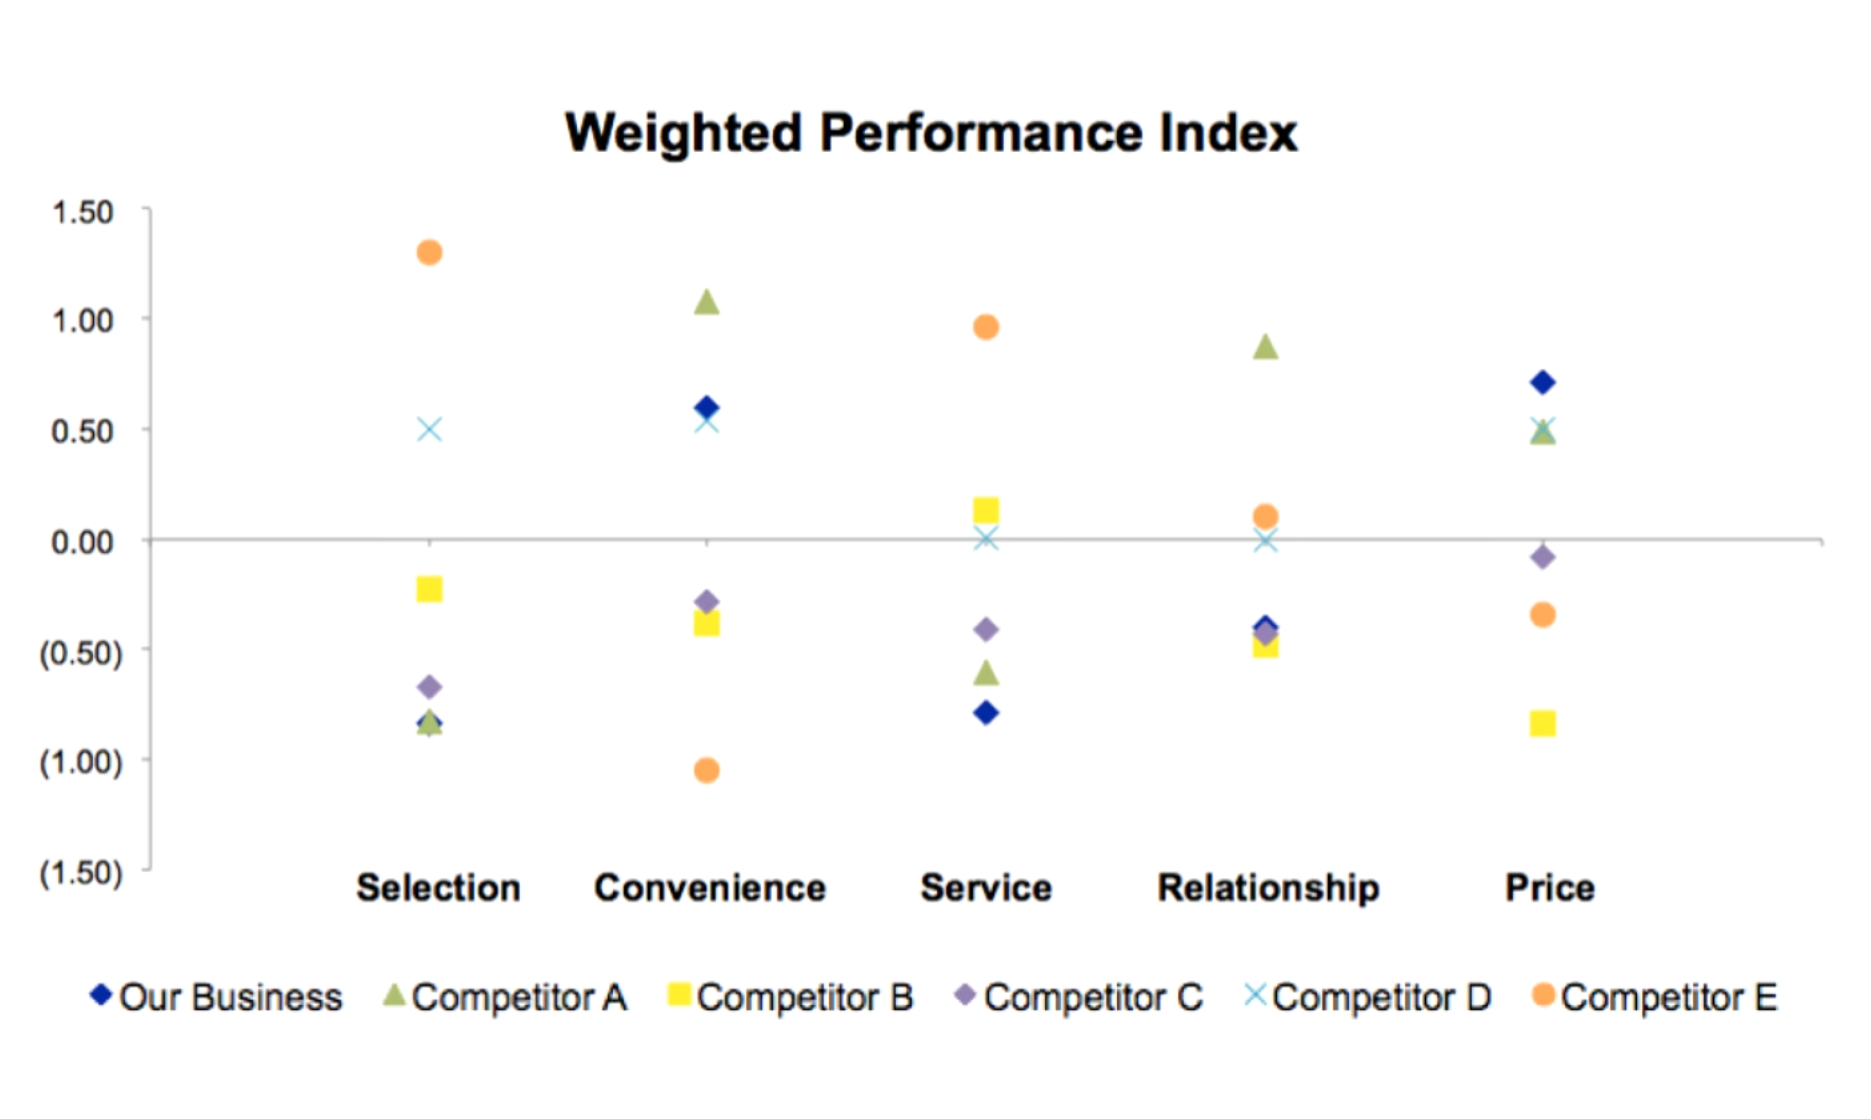 Weighted Performance Index
1.50
1.00
0.50
0.00
(0.50)
(1.00)
(1.50)
Selection Convenience Service Relationship Price
Our Business Competitor A Competitor B Competitor C Competitor D Competitor E